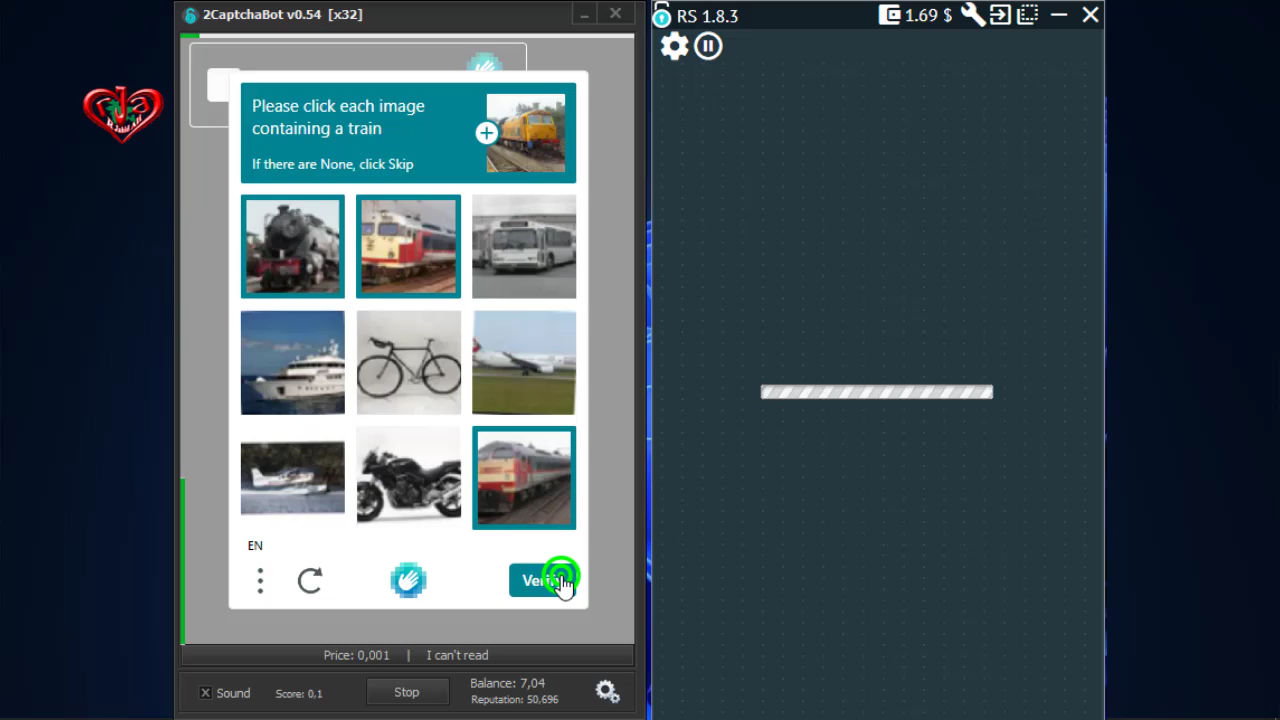 2CaptchaBot v0.54 [x32]
Please click each image
containing a train
If there are None, click Skip
EN
Price: 0,001 | I can't read
Sound
Score: 0,1
Stop
Balance: 7,04
Reputation: 50,696
RS 1.8.3
1.69 $